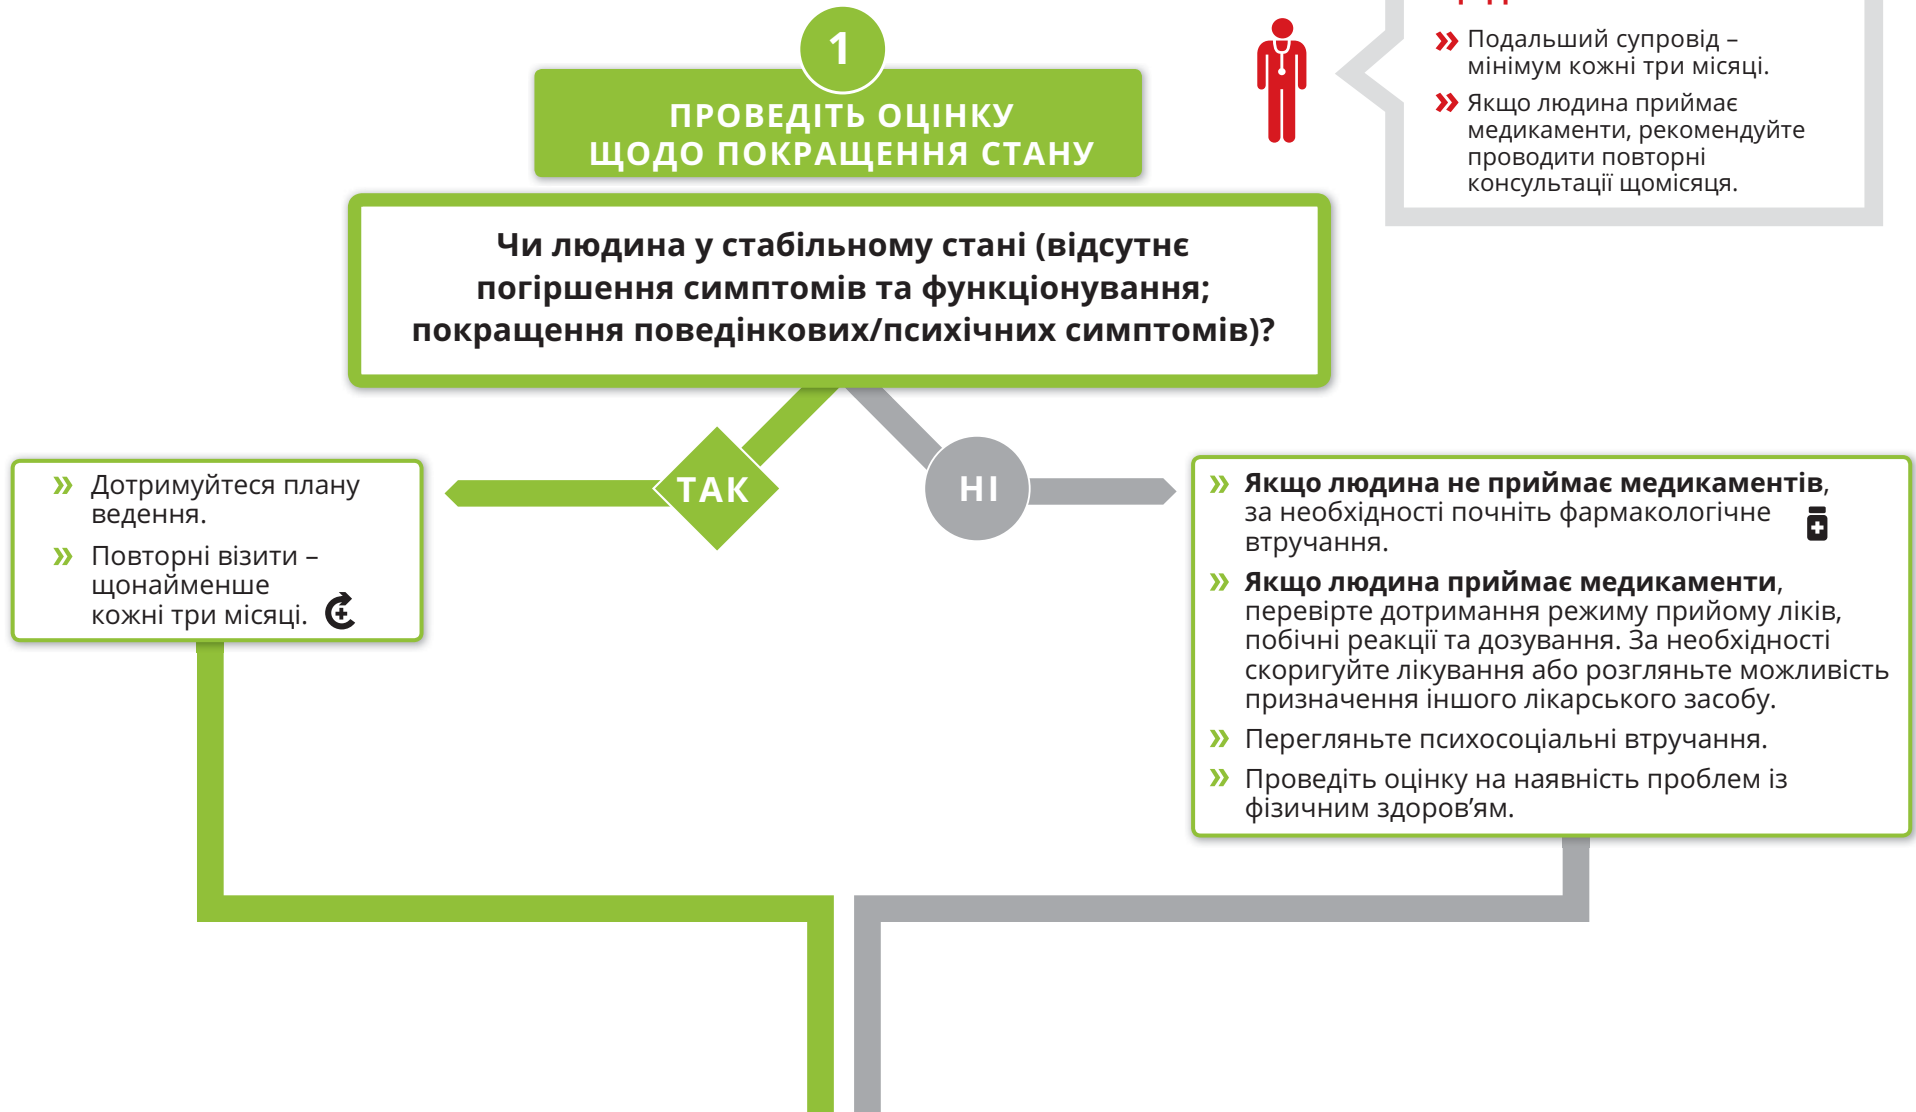 1
ПРОВЕДІТЬ ОЦІНКУ
ЩОДО ПОКРАЩЕННЯ СТАНУ
» Подальший супровід –
мінімум кожні три місяці.
» Якщо людина приймає
медикаменти, рекомендуйте
проводити повторні
консультації щомісяця.
Чи людина у стабільному стані (відсутнє
погіршення симптомів та функціонування;
покращення поведінкових/психічних симптомів)?
ТАК
НІ
» Дотримуйтеся плану
ведення.
» Повторні візити –
щонайменше
кожні три місяці.
» Якщо людина не приймає медикаментів,
за необхідності почніть фармакологічне
втручання.
» Якщо людина приймає медикаменти,
перевірте дотримання режиму прийому ліків,
побічні реакції та дозування. За необхідності
скоригуйте лікування або розгляньте можливість
призначення іншого лікарського засобу.
» Перегляньте психосоціальні втручання.
» Проведіть оцінку на наявність проблем із
фізичним здоров’ям.